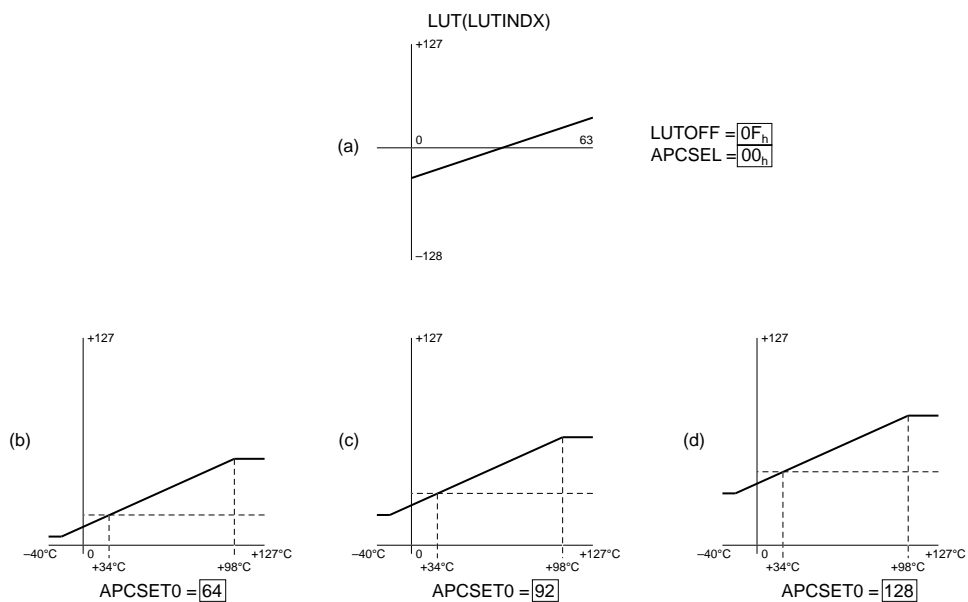 LUT(LUTINDX)
+127
(a)
0
63
–128
LUTOFF = 0Fₕ
APCSEL = 00ₕ
(b)
+127
–40°C
0
+34°C
+98°C
+127°C
APCSET0 = 64
(c)
+127
–40°C
0
+34°C
+98°C
+127°C
APCSET0 = 92
(d)
+127
–40°C
0
+34°C
+98°C
+127°C
APCSET0 = 128